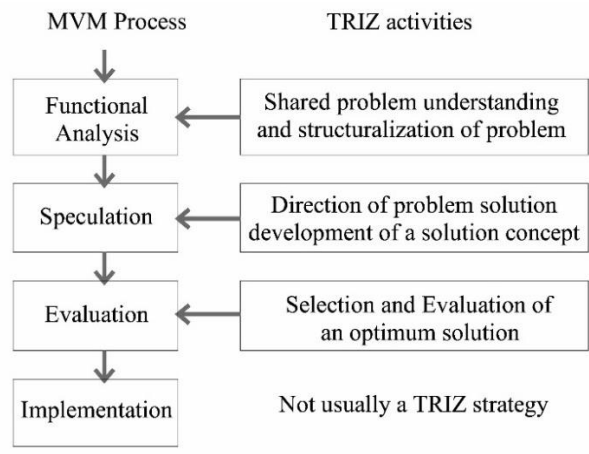 MVM Process
TRIZ activities
Functional
Analysis
Shared problem understanding
and structuralization of problem
Speculation
Direction of problem solution
development of a solution concept
Evaluation
Selection and Evaluation of
an optimum solution
Implementation
Not usually a TRIZ strategy